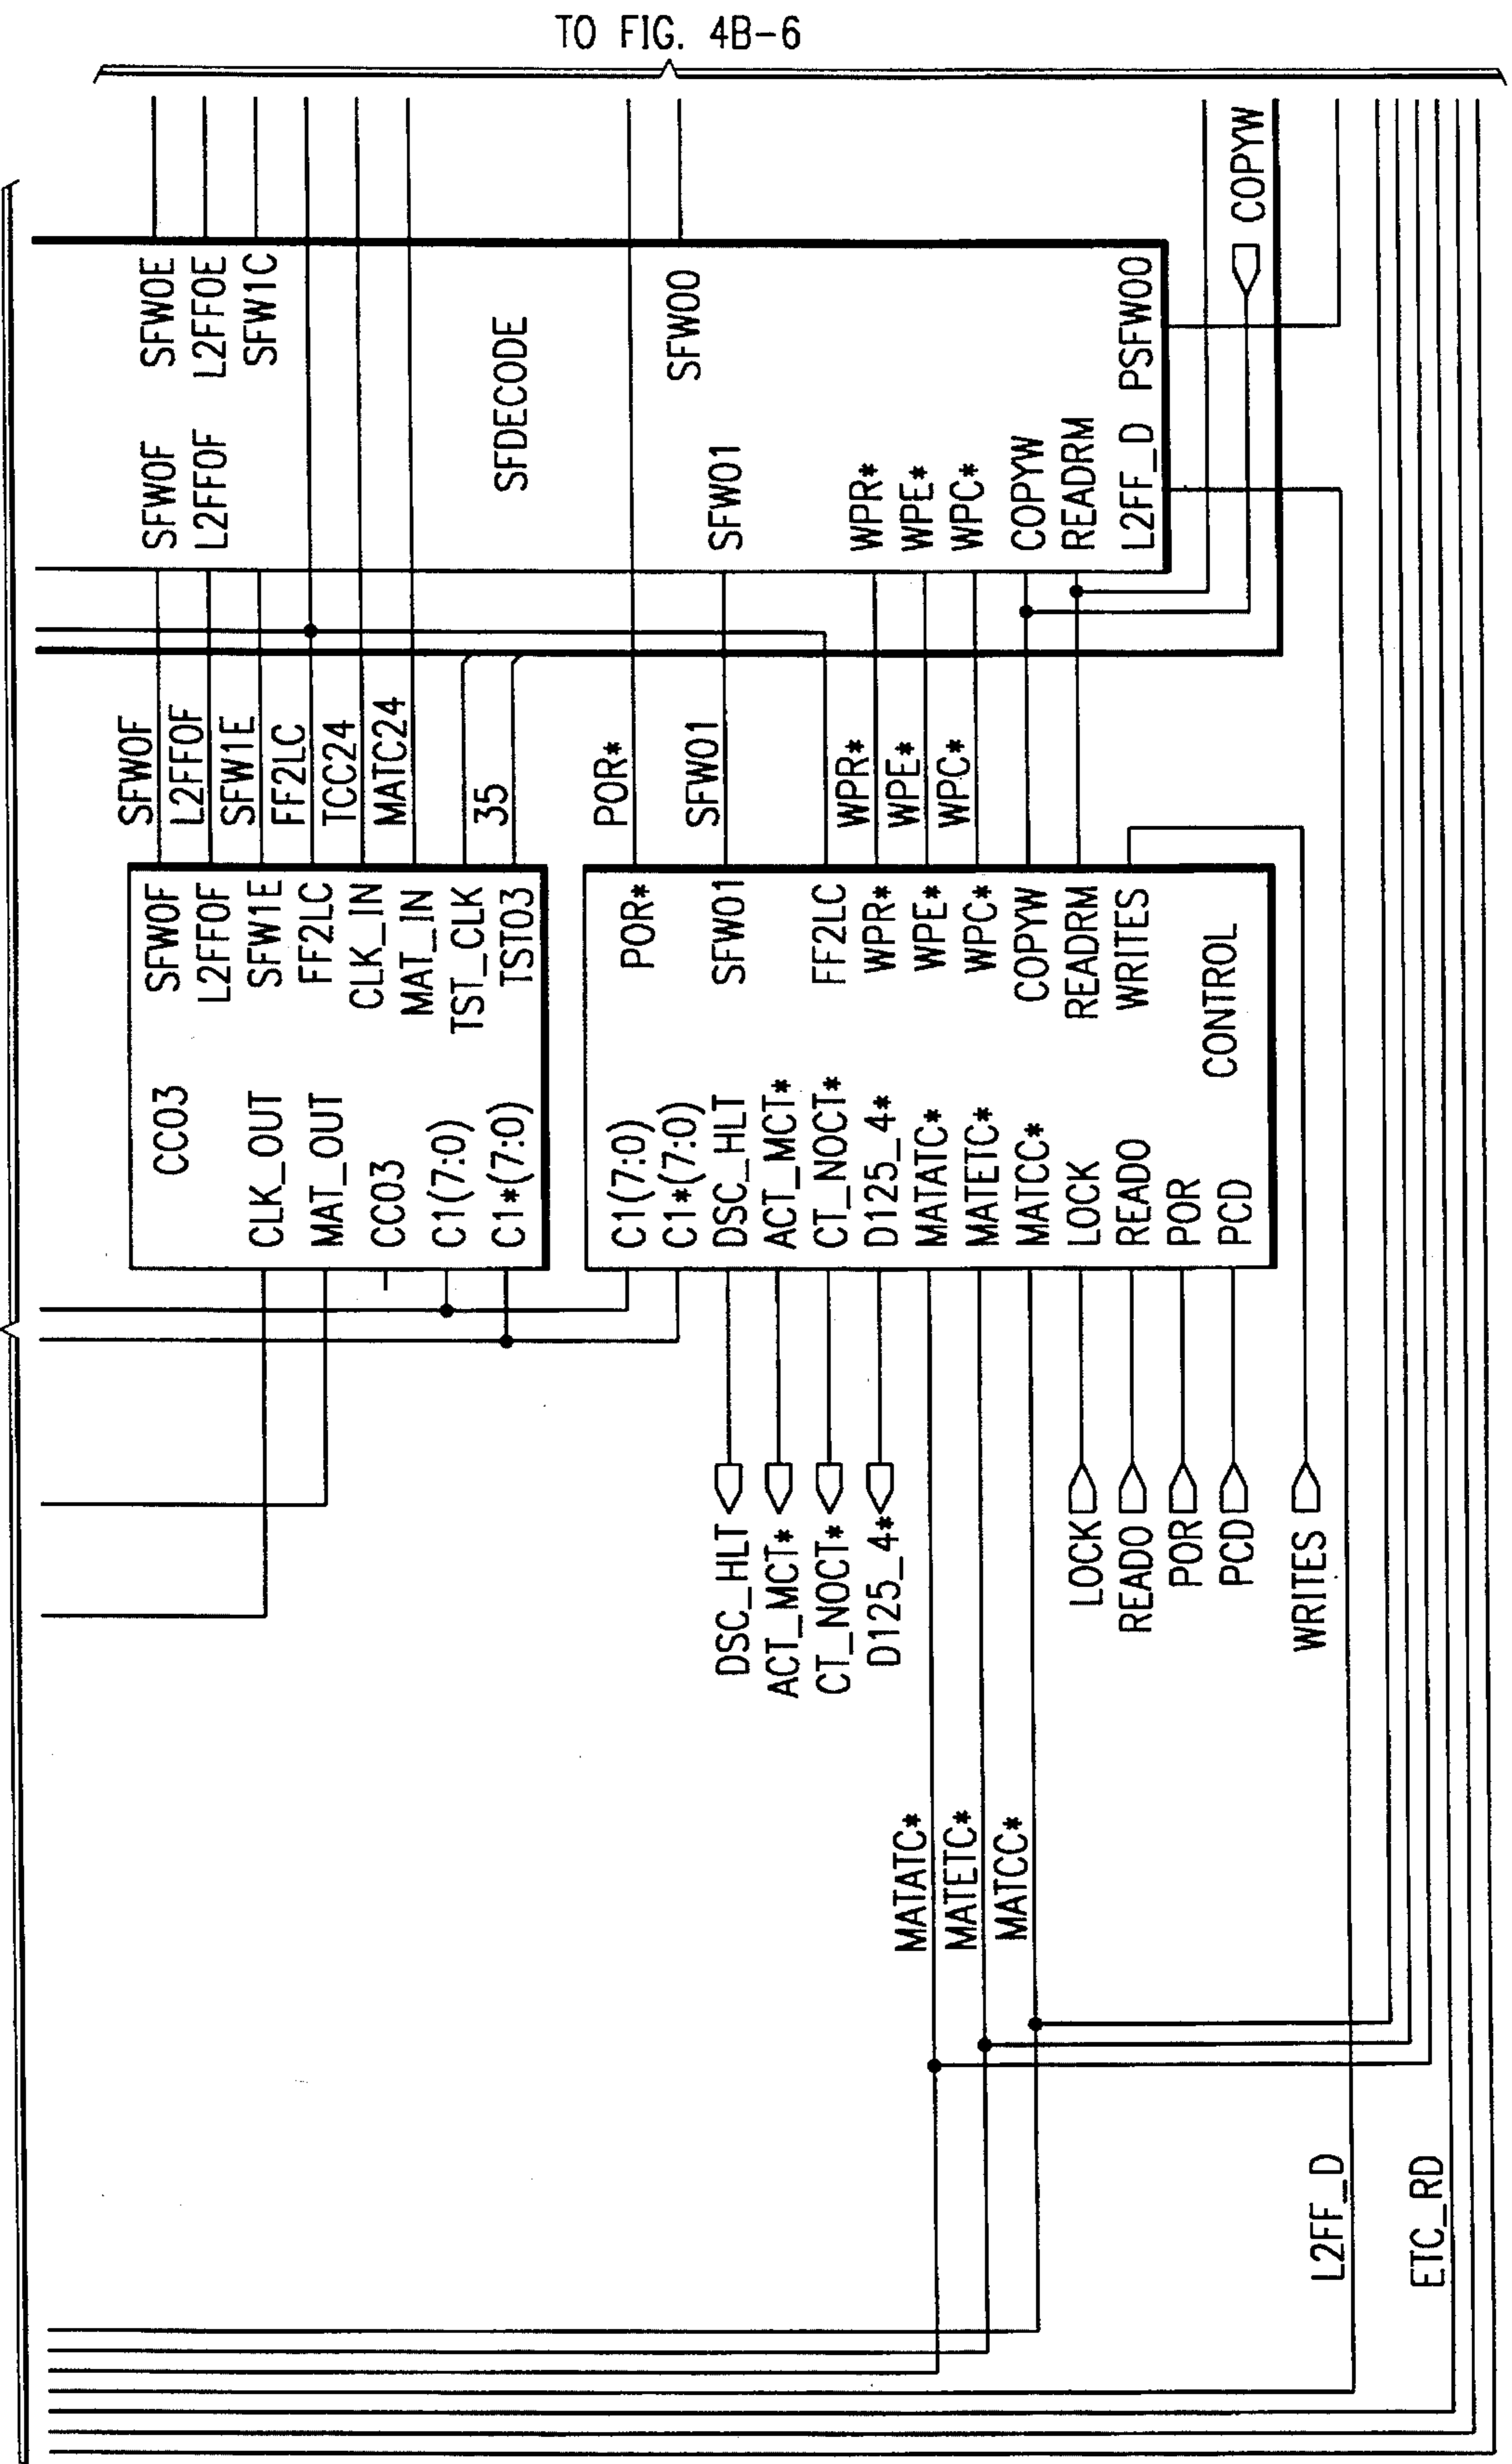 TO FIG. 4B-6
SFW0F
L2FF0F
SFW0E
L2FF0E
SFW1C
SFDECODE
SFW01
SFW00
WPR*
WPE*
WPC*
COPYW
READRM
L2FF_D
PSFW00
COPYW
SFW0F
L2FF0F
SFW1E
FF2LC
TCC24
MATC24
35
POR*
SFW01
WPR*
WPE*
WPC*
CC03
SFW0F
L2FF0F
SFW1E
FF2LC
CLK_IN
MAT_IN
TST_CLK
TST03
CLK_OUT
MAT_OUT
CC03
C1(7:0)
C1*(7:0)
POR*
SFW01
FF2LC
WPR*
WPE*
WPC*
COPYW
READRM
WRITES
CONTROL
C1(7:0)
C1*(7:0)
DSC_HLT
ACT_MCT*
CT_NOCT*
D125_4*
MATATC*
MATETC*
MATCC*
LOCK
READO
POR
PCD
DSC_HLT
ACT_MCT*
CT_NOCT*
D125_4*
LOCK
READO
POR
PCD
WRITES
MATATC*
MATETC*
MATCC*
L2FF_D
ETC_RD